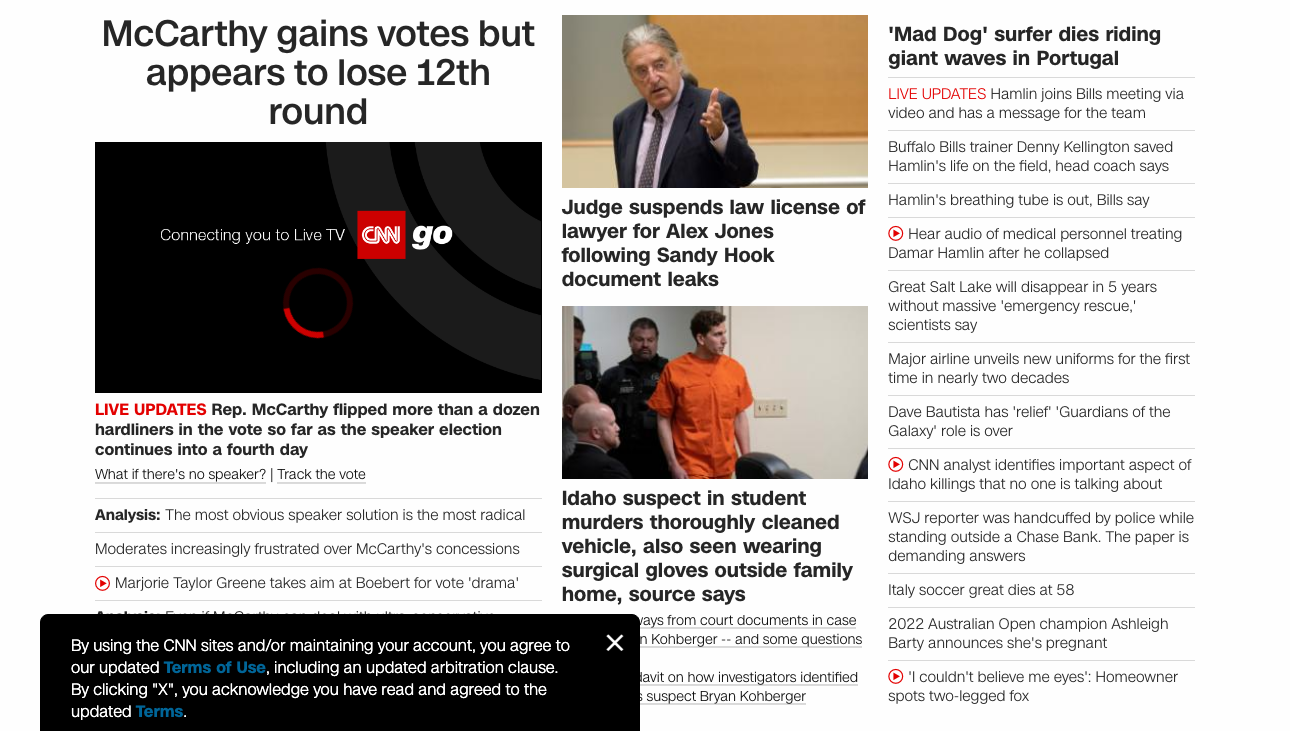 McCarthy gains votes but
appears to lose 12th
round
Connecting you to Live TV CNN go
LIVE UPDATES Rep. McCarthy flipped more than a dozen
hardliners in the vote so far as the speaker election
continues into a fourth day
What if there's no speaker? | Track the vote
Analysis: The most obvious speaker solution is the most radical
Moderates increasingly frustrated over McCarthy's concessions
Marjorie Taylor Greene takes aim at Boebert for vote 'drama'
By using the CNN sites and/or maintaining your account, you agree to
our updated Terms of Use, including an updated arbitration clause.
By clicking "X", you acknowledge you have read and agreed to the
updated Terms.
Judge suspends law license of
lawyer for Alex Jones
following Sandy Hook
document leaks
Idaho suspect in student
murders thoroughly cleaned
vehicle, also seen wearing
surgical gloves outside family
home, source says
from court documents in case
Kohberger -- and some questions
on how investigators identified
suspect Bryan Kohberger
'Mad Dog' surfer dies riding
giant waves in Portugal
LIVE UPDATES Hamlin joins Bills meeting via
video and has a message for the team
Buffalo Bills trainer Denny Kellington saved
Hamlin's life on the field, head coach says
Hamlin's breathing tube is out, Bills say
Hear audio of medical personnel treating
Damar Hamlin after he collapsed
Great Salt Lake will disappear in 5 years
without massive 'emergency rescue,'
scientists say
Major airline unveils new uniforms for the first
time in nearly two decades
Dave Bautista has 'relief' 'Guardians of the
Galaxy' role is over
CNN analyst identifies important aspect of
Idaho killings that no one is talking about
WSJ reporter was handcuffed by police while
standing outside a Chase Bank. The paper is
demanding answers
Italy soccer great dies at 58
2022 Australian Open champion Ashleigh
Barty announces she's pregnant
'I couldn't believe me eyes': Homeowner
spots two-legged fox